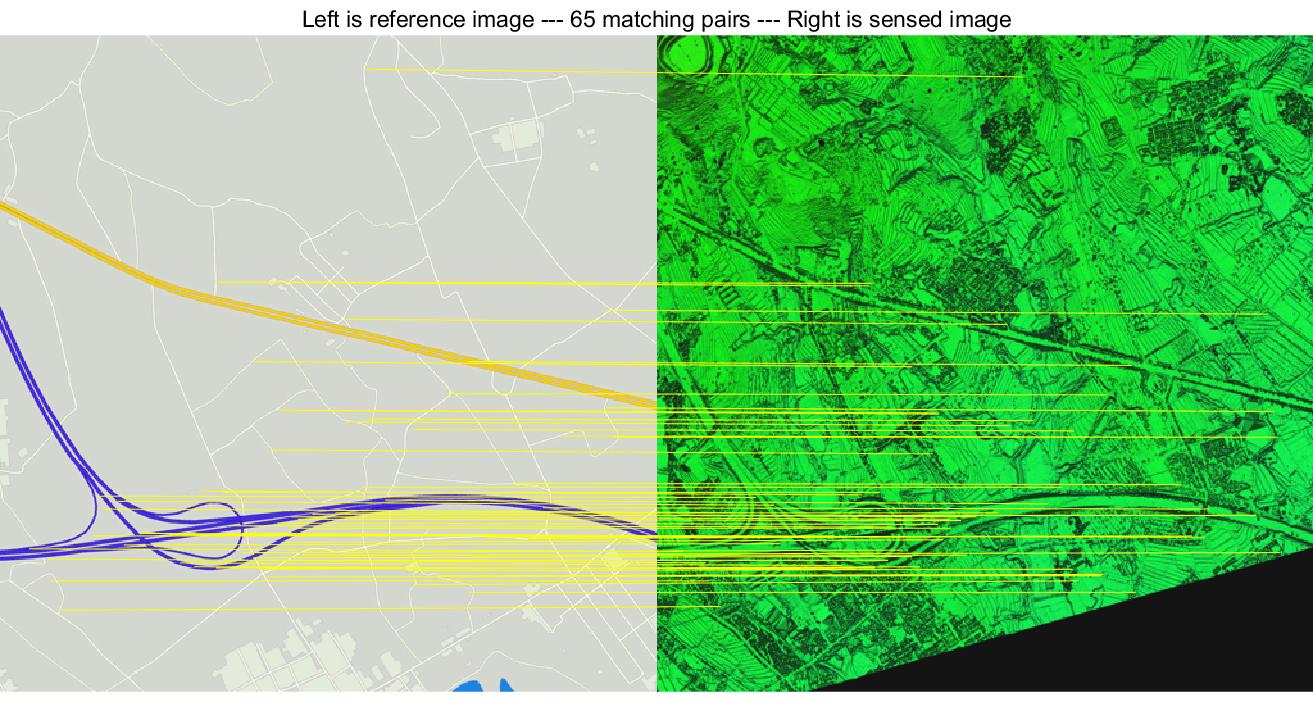 Left is reference image --- 65 matching pairs --- Right is sensed image